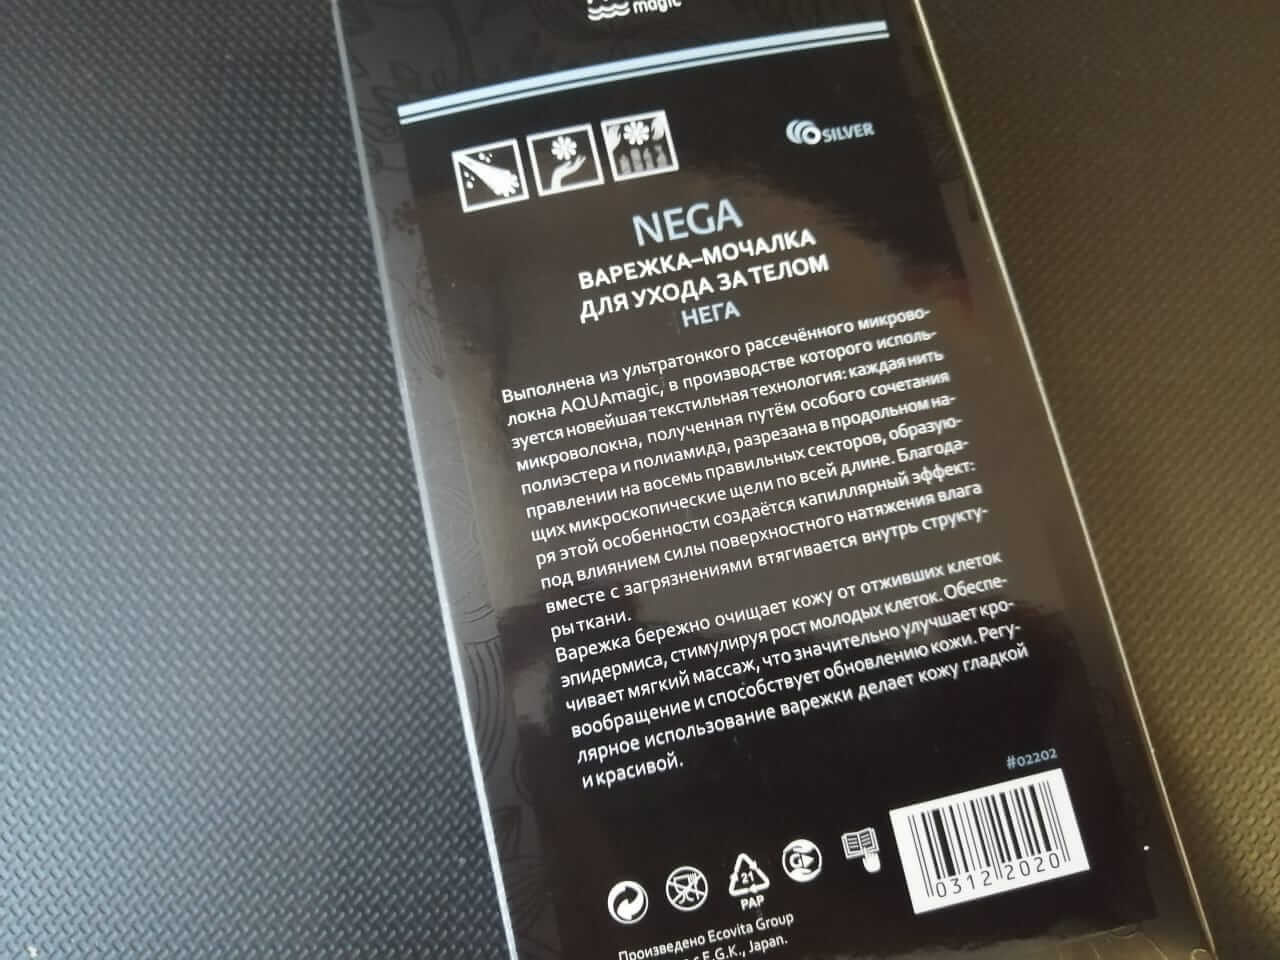 magic
SILVER
NEGA
ВАРЕЖКА–МОЧАЛКА
ДЛЯ УХОДА ЗА ТЕЛОМ
НЕГА
Выполнена из ультратонкого рассечённого микрово-
локна AQUAmagic, в производстве которого исполь-
зуется новейшая текстильная технология: каждая нить
микроволокна, полученная путём особого сочетания
полиэстера и полиамида, разрезана в продольном на-
правлении на восемь правильных секторов, образую-
щих микроскопические щели по всей длине. Благода-
ря этой особенности создаётся капиллярный эффект:
под влиянием силы поверхностного натяжения влага
вместе с загрязнениями втягивается внутрь структу-
ры ткани.
Варежка бережно очищает кожу от отживших клеток
эпидермиса, стимулируя рост молодых клеток. Обеспе-
чивает мягкий массаж, что значительно улучшает кро-
вообращение и способствует обновлению кожи. Регу-
лярное использование варежки делает кожу гладкой
и красивой.
#02202
03122020
21
PAP
Произведено Ecovita Group
с E.G.K., Japan.